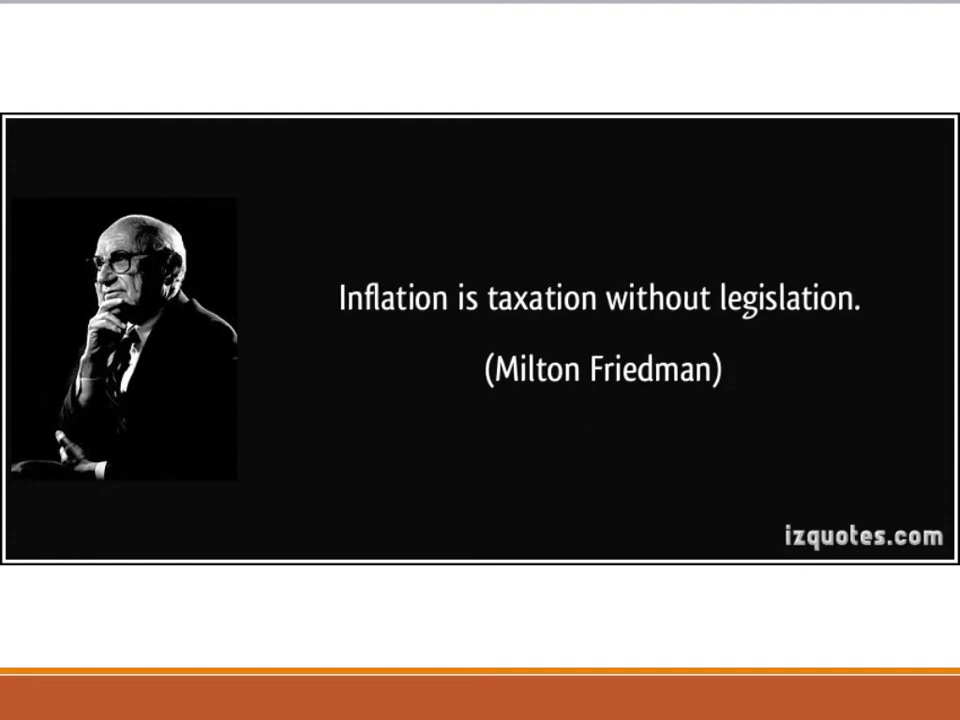 Inflation is taxation without legislation.
(Milton Friedman)
izquotes.com